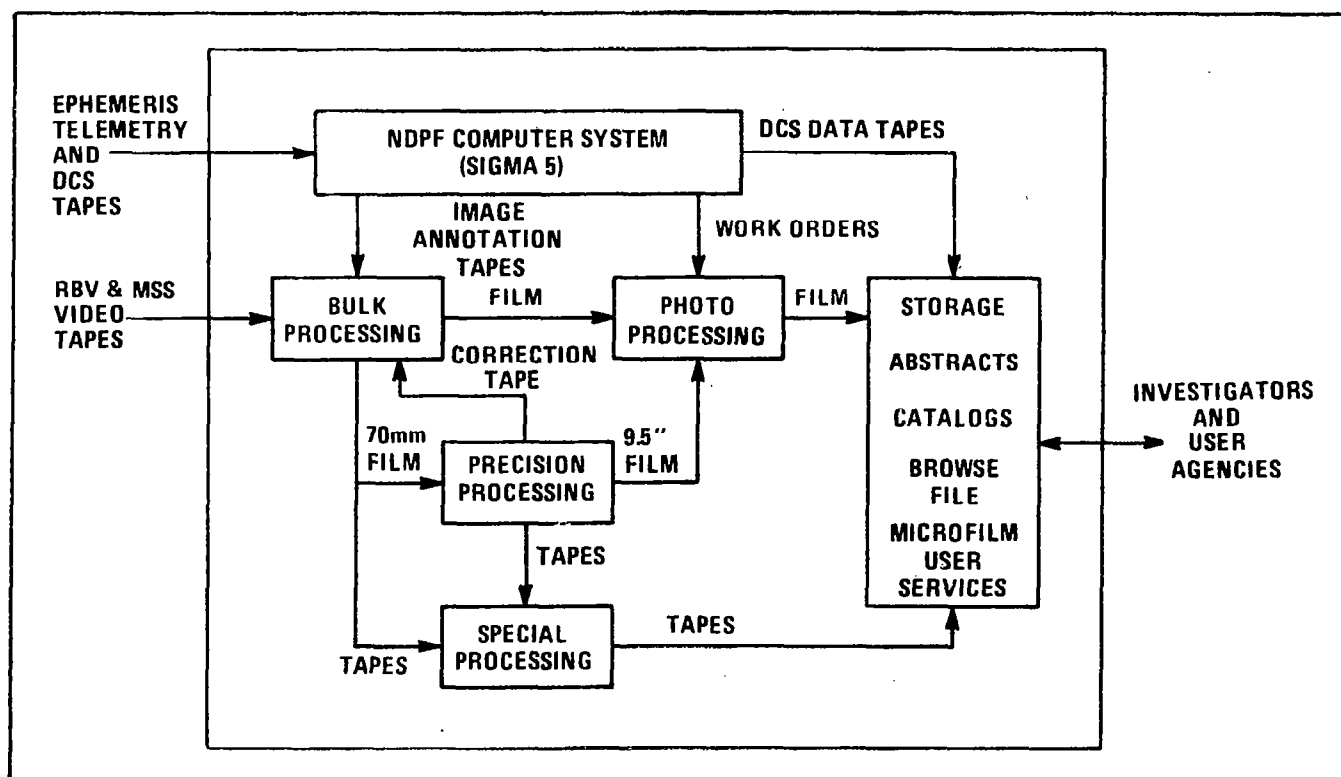 EPHEMERIS
TELEMETRY
AND
DCS
TAPES
NDPF COMPUTER SYSTEM
(SIGMA 5)
DCS DATA TAPES
IMAGE
ANNOTATION
TAPES
WORK ORDERS
RBV & MSS
VIDEO
TAPES
BULK
PROCESSING
FILM
PHOTO
PROCESSING
FILM
STORAGE
ABSTRACTS
CATALOGS
BROWSE
FILE
MICROFILM
USER
SERVICES
INVESTIGATORS
AND
USER
AGENCIES
CORRECTION
TAPE
70mm
FILM
PRECISION
PROCESSING
9.5"
FILM
TAPES
TAPES
SPECIAL
PROCESSING
TAPES